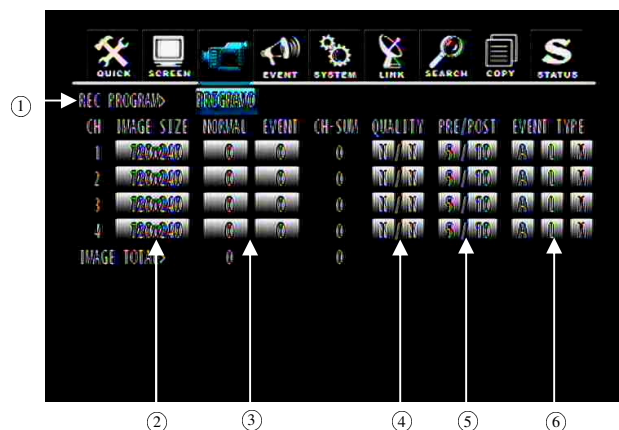 QUICK SCREEN EVENT SYSTEM LINK SEARCH COPY STATUS
① REC PROGRAM> PROGRAM0
CH IMAGE SIZE NORMAL EVENT CH-SUM QUALITY PRE/POST EVENT TYPE
1 720x240 0 0 0 N / N 5 / 10 A L M
2 720x240 0 0 0 N / N 5 / 10 A L M
3 720x240 0 0 0 N / N 5 / 10 A L M
4 720x240 0 0 0 N / N 5 / 10 A L M
IMAGE TOTAL> 0 0
② ③ ④ ⑤ ⑥